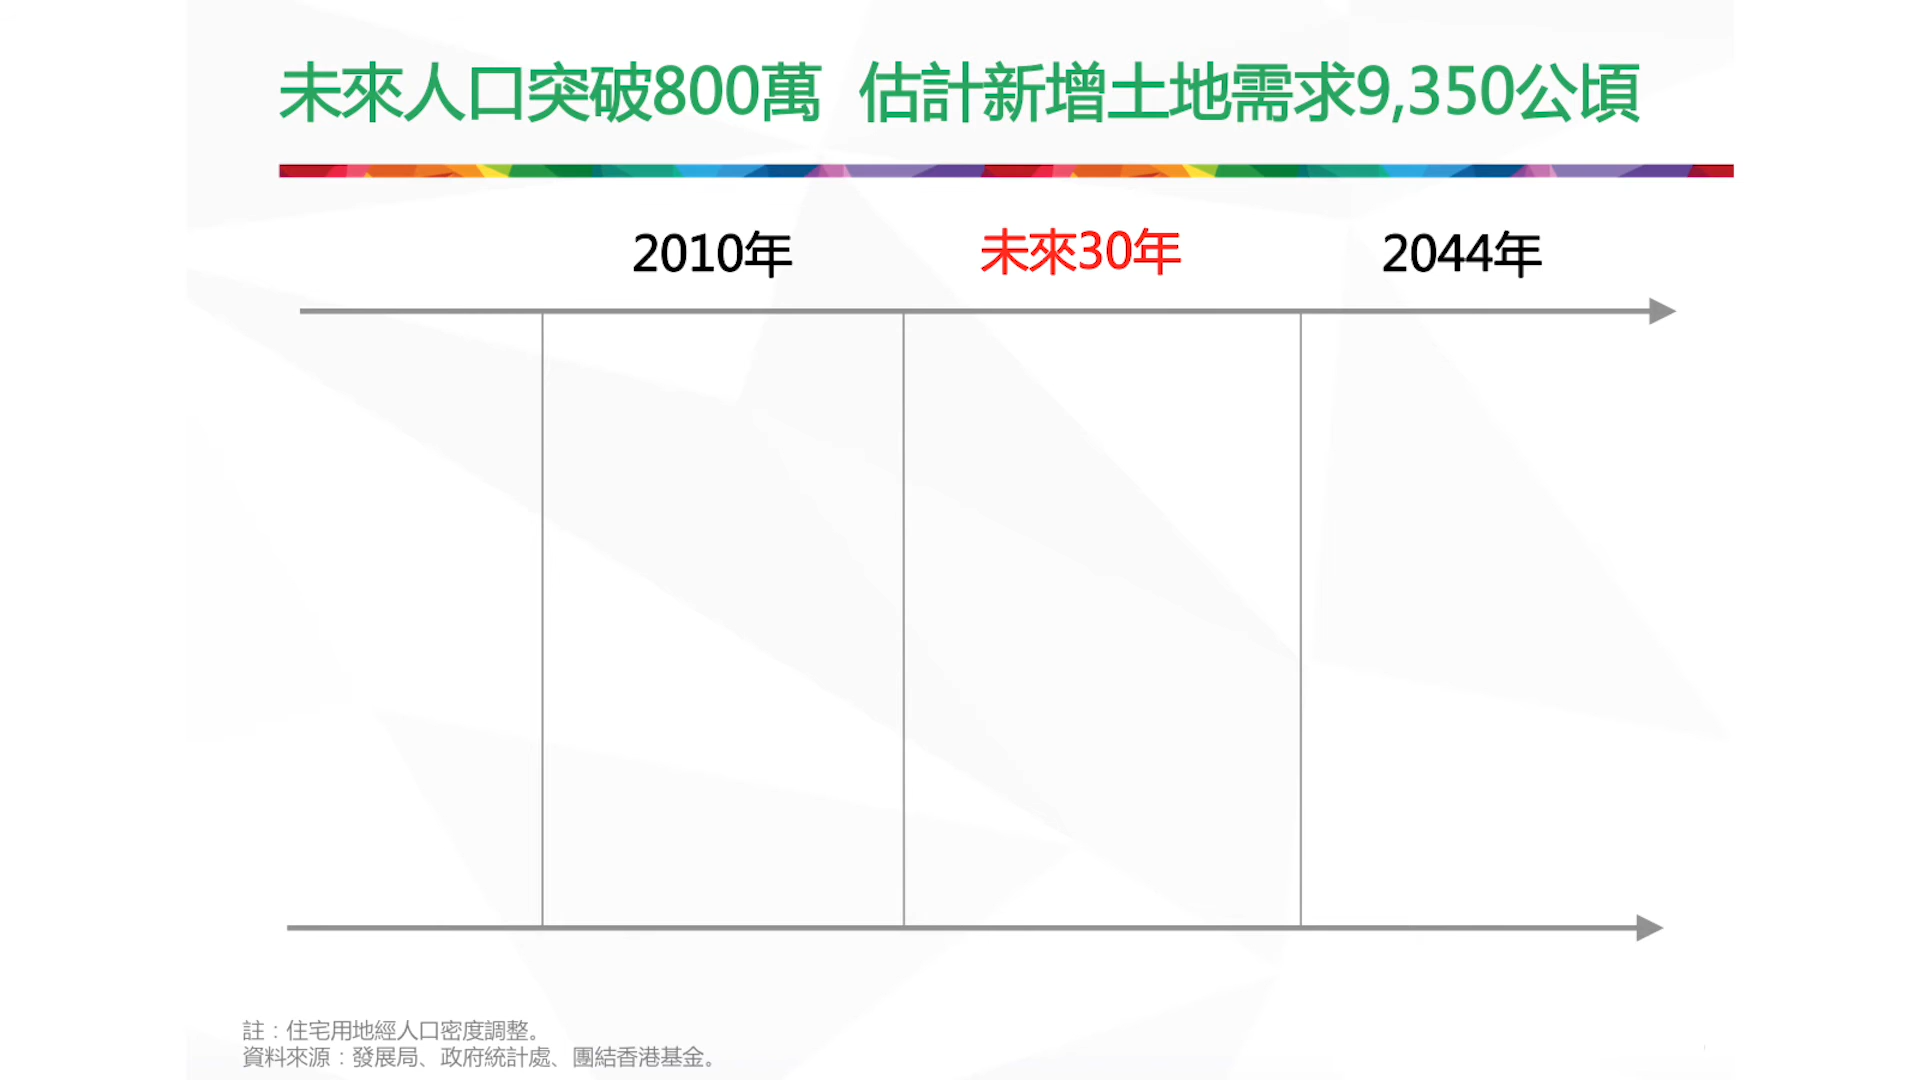 未來人口突破800萬 估計新增土地需求9,350公頃
2010年 未來30年 2044年
註：住宅用地經人口密度調整。
資料來源：發展局、政府統計處、團結香港基金。